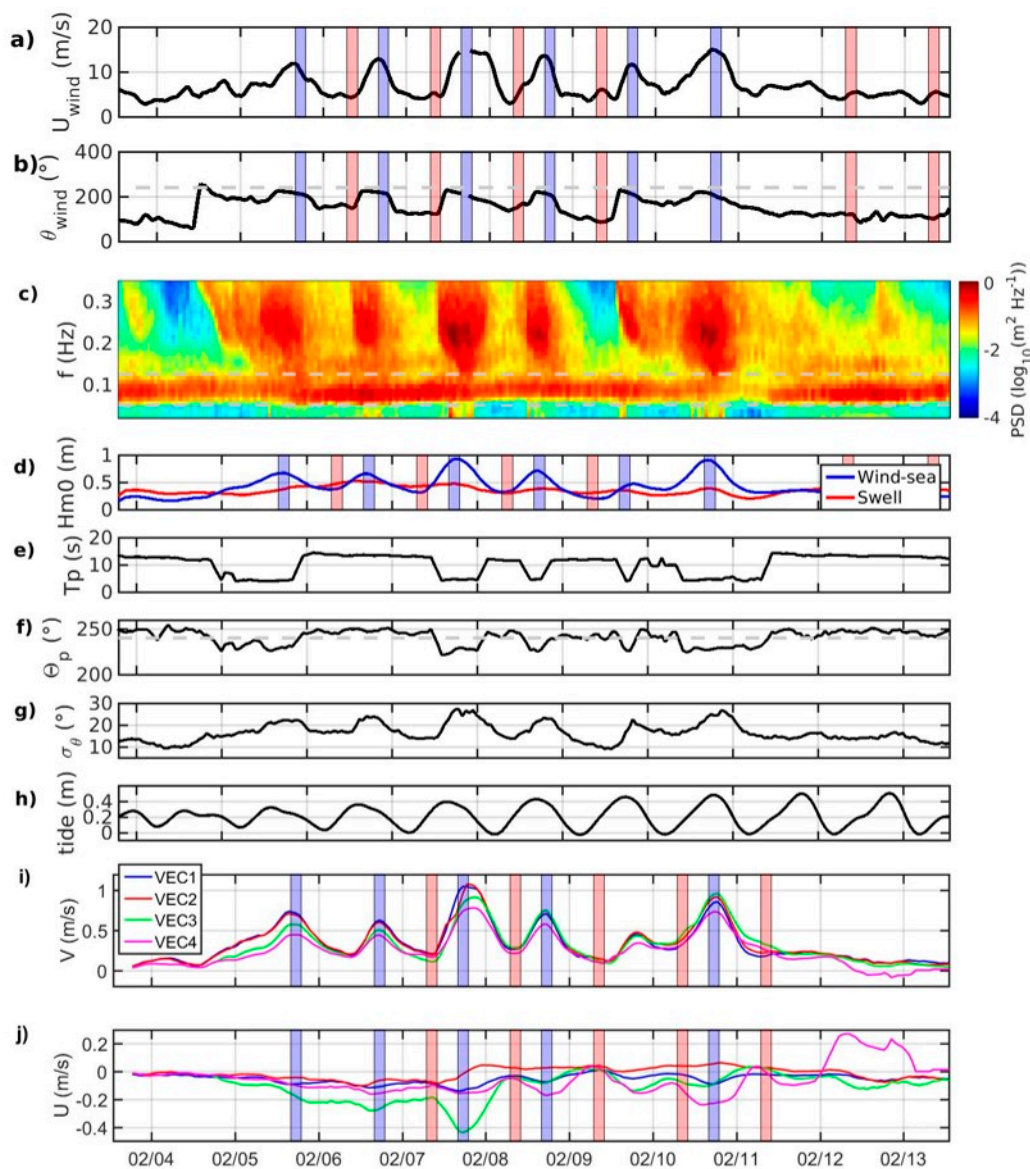 a)
U_wind (m/s)
20
10
0
b)
θ_wind (°)
400
200
0
c)
f (Hz)
0.3
0.2
0.1
0
-2
-4
PSD (log10(m² Hz⁻¹))
d)
Hm0 (m)
1
0.5
0
Wind-sea
Swell
e)
Tp (s)
20
10
0
f)
Θ_p (°)
250
200
g)
σ_θ (°)
30
20
10
h)
tide (m)
0.4
0.2
0
i)
V (m/s)
1
0.5
0
VEC1
VEC2
VEC3
VEC4
j)
U (m/s)
0.2
0
-0.2
-0.4
02/04 02/05 02/06 02/07 02/08 02/09 02/10 02/11 02/12 02/13